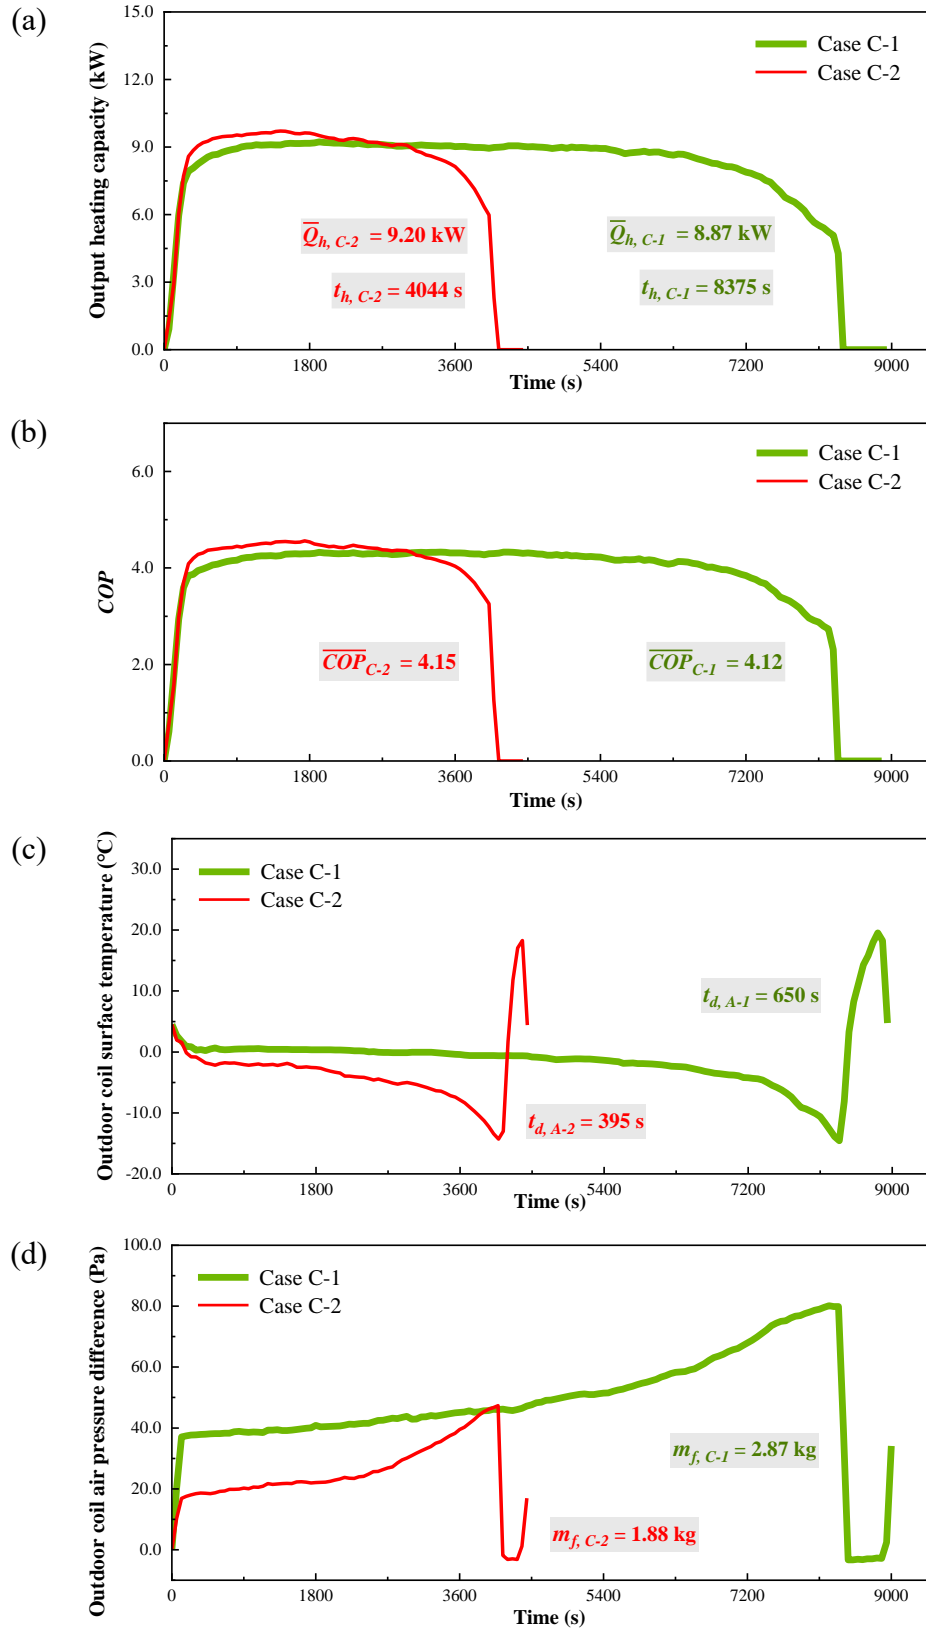 (a)
Output heating capacity (kW)
15.0
12.0
9.0
6.0
3.0
0.0
Case C-1
Case C-2
Q̅h, C-2 = 9.20 kW
Q̅h, C-1 = 8.87 kW
th, C-2 = 4044 s
th, C-1 = 8375 s
0 1800 3600 5400 7200 9000
Time (s)
(b)
COP
6.0
4.0
2.0
0.0
Case C-1
Case C-2
C̅O̅P̅C-2 = 4.15
C̅O̅P̅C-1 = 4.12
0 1800 3600 5400 7200 9000
Time (s)
(c)
Outdoor coil surface temperature (°C)
30.0
20.0
10.0
0.0
-10.0
-20.0
Case C-1
Case C-2
td, A-1 = 650 s
td, A-2 = 395 s
0 1800 3600 5400 7200 9000
Time (s)
(d)
Outdoor coil air pressure difference (Pa)
100.0
80.0
60.0
40.0
20.0
0.0
Case C-1
Case C-2
mf, C-1 = 2.87 kg
mf, C-2 = 1.88 kg
0 1800 3600 5400 7200 9000
Time (s)